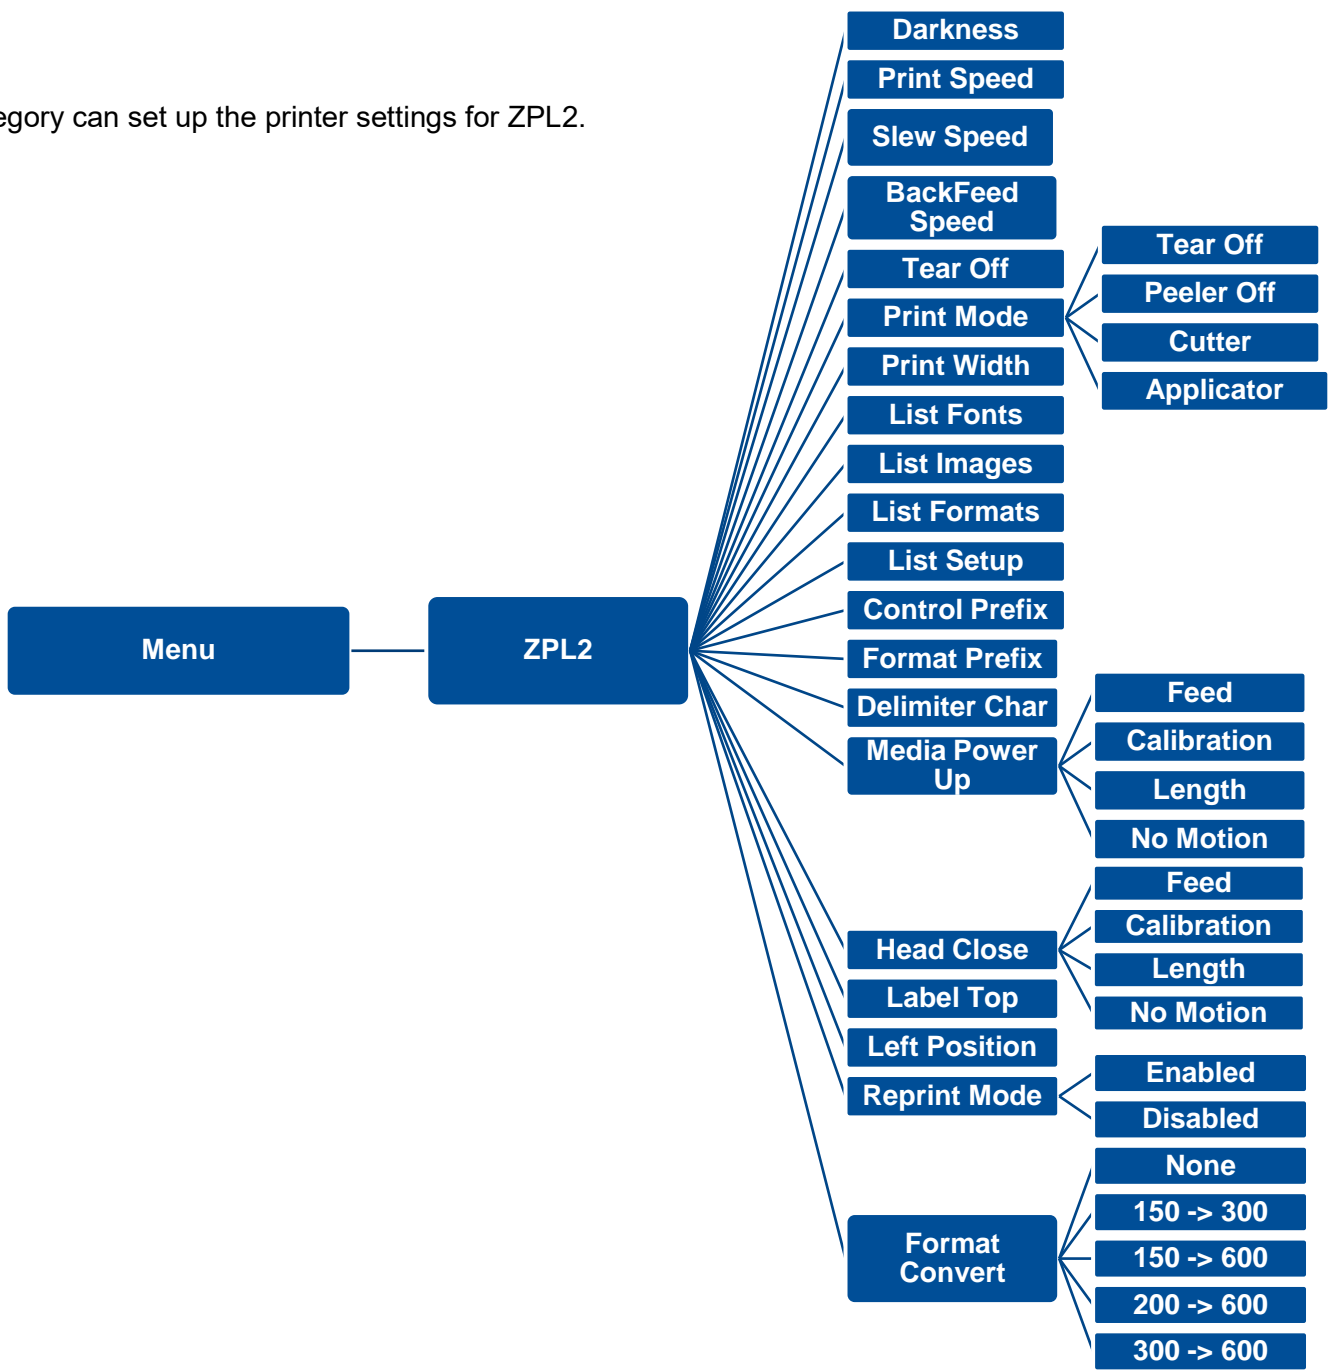 egory can set up the printer settings for ZPL2.
Menu
ZPL2
Darkness
Print Speed
Slew Speed
BackFeed
Speed
Tear Off
Print Mode
Tear Off
Peeler Off
Cutter
Applicator
Print Width
List Fonts
List Images
List Formats
List Setup
Control Prefix
Format Prefix
Delimiter Char
Media Power
Up
Feed
Calibration
Length
No Motion
Head Close
Feed
Calibration
Length
No Motion
Label Top
Left Position
Reprint Mode
Enabled
Disabled
Format
Convert
None
150 -> 300
150 -> 600
200 -> 600
300 -> 600